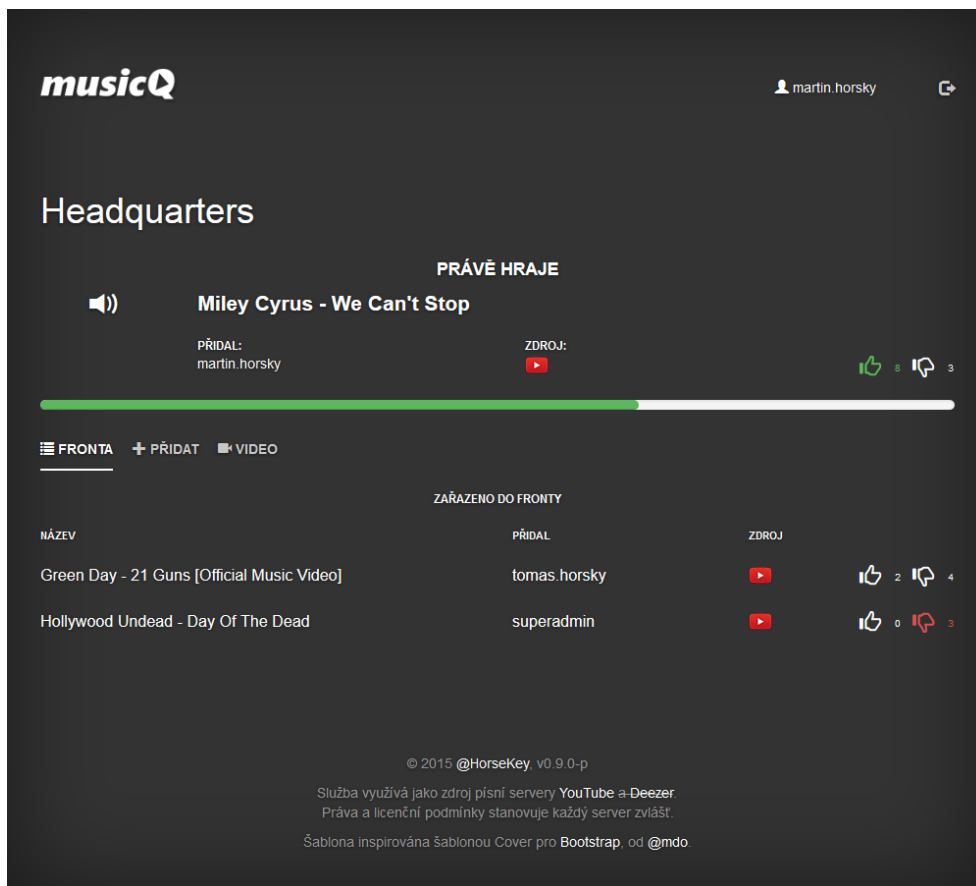 musicQ
martin.horsky
Headquarters
PRÁVĚ HRAJE
Miley Cyrus - We Can't Stop
PŘIDAL: ZDROJ:
martin.horsky
8 3
FRONTA PŘIDAT VIDEO
ZAŘAZENO DO FRONTY
NÁZEV PŘIDAL ZDROJ
Green Day - 21 Guns [Official Music Video] tomas.horsky 2 4
Hollywood Undead - Day Of The Dead superadmin 0 3
© 2015 @HorseKey, v0.9.0-p
Služba využívá jako zdroj písní servery YouTube a Deezer.
Práva a licenční podmínky stanovuje každý server zvlášť.
Šablona inspirována šablonou Cover pro Bootstrap, od @mdo.